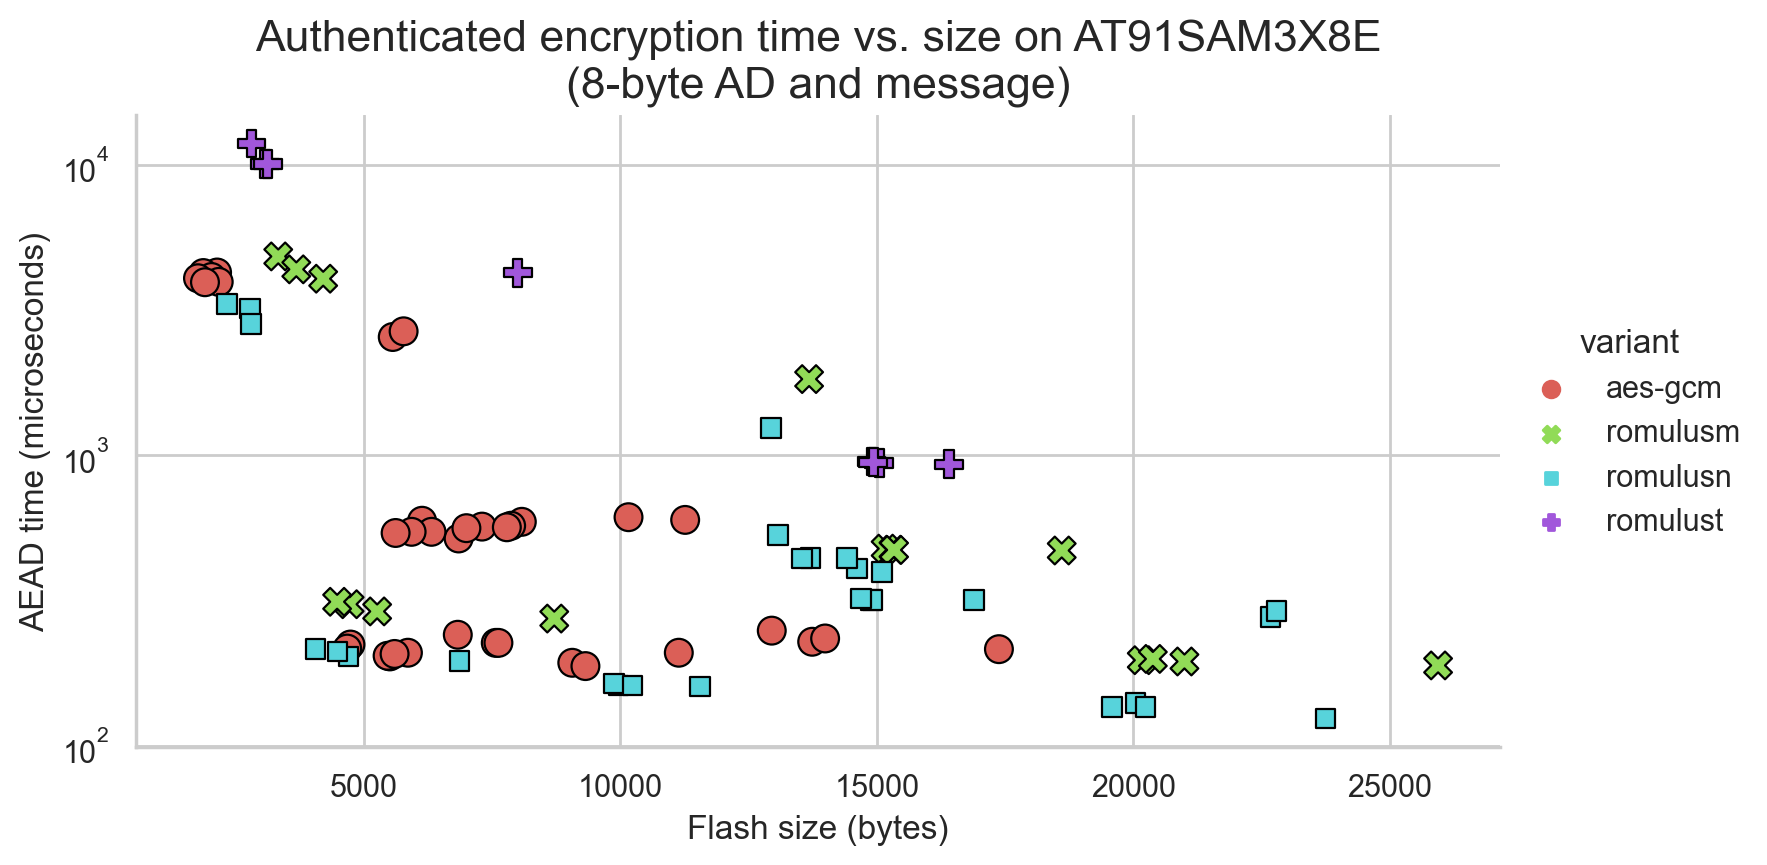 Authenticated encryption time vs. size on AT91SAM3X8E
(8-byte AD and message)
AEAD time (microseconds)
10^4
10^3
10^2
5000 10000 15000 20000 25000
Flash size (bytes)
variant
aes-gcm
romulusm
romulusn
romulust